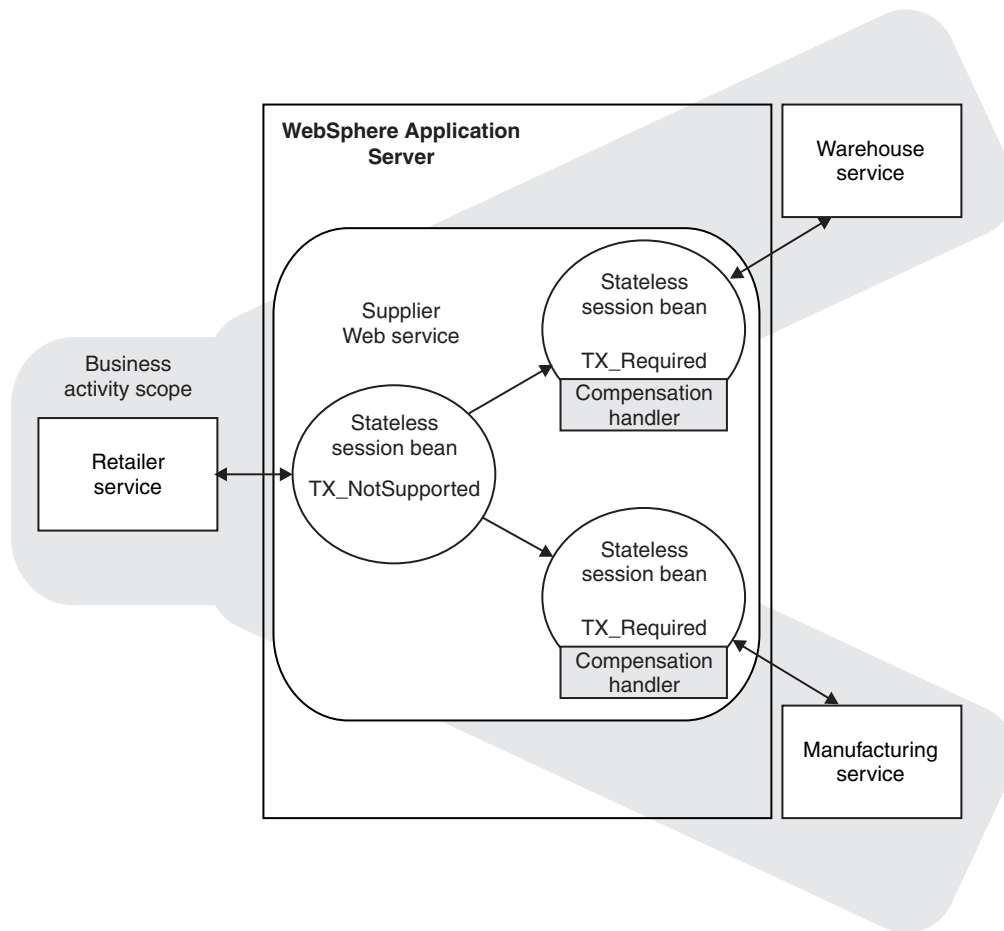 WebSphere Application
Server
Warehouse
service
Stateless
session bean
TX_Required
Compensation
handler
Supplier
Web service
Business
activity scope
Retailer
service
Stateless
session bean
TX_NotSupported
Stateless
session bean
TX_Required
Compensation
handler
Manufacturing
service